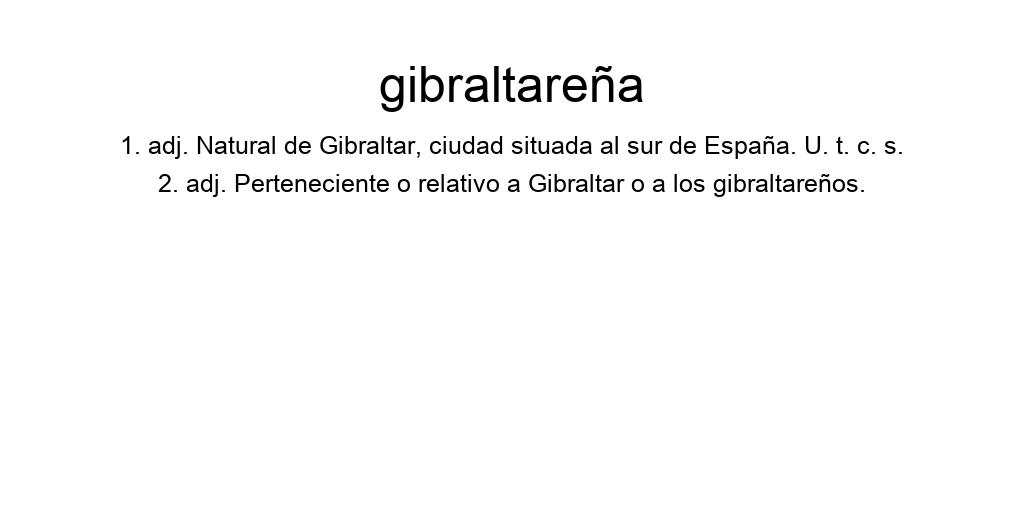 gibraltareña
1. adj. Natural de Gibraltar, ciudad situada al sur de España. U. t. c. s.
2. adj. Perteneciente o relativo a Gibraltar o a los gibraltareños.